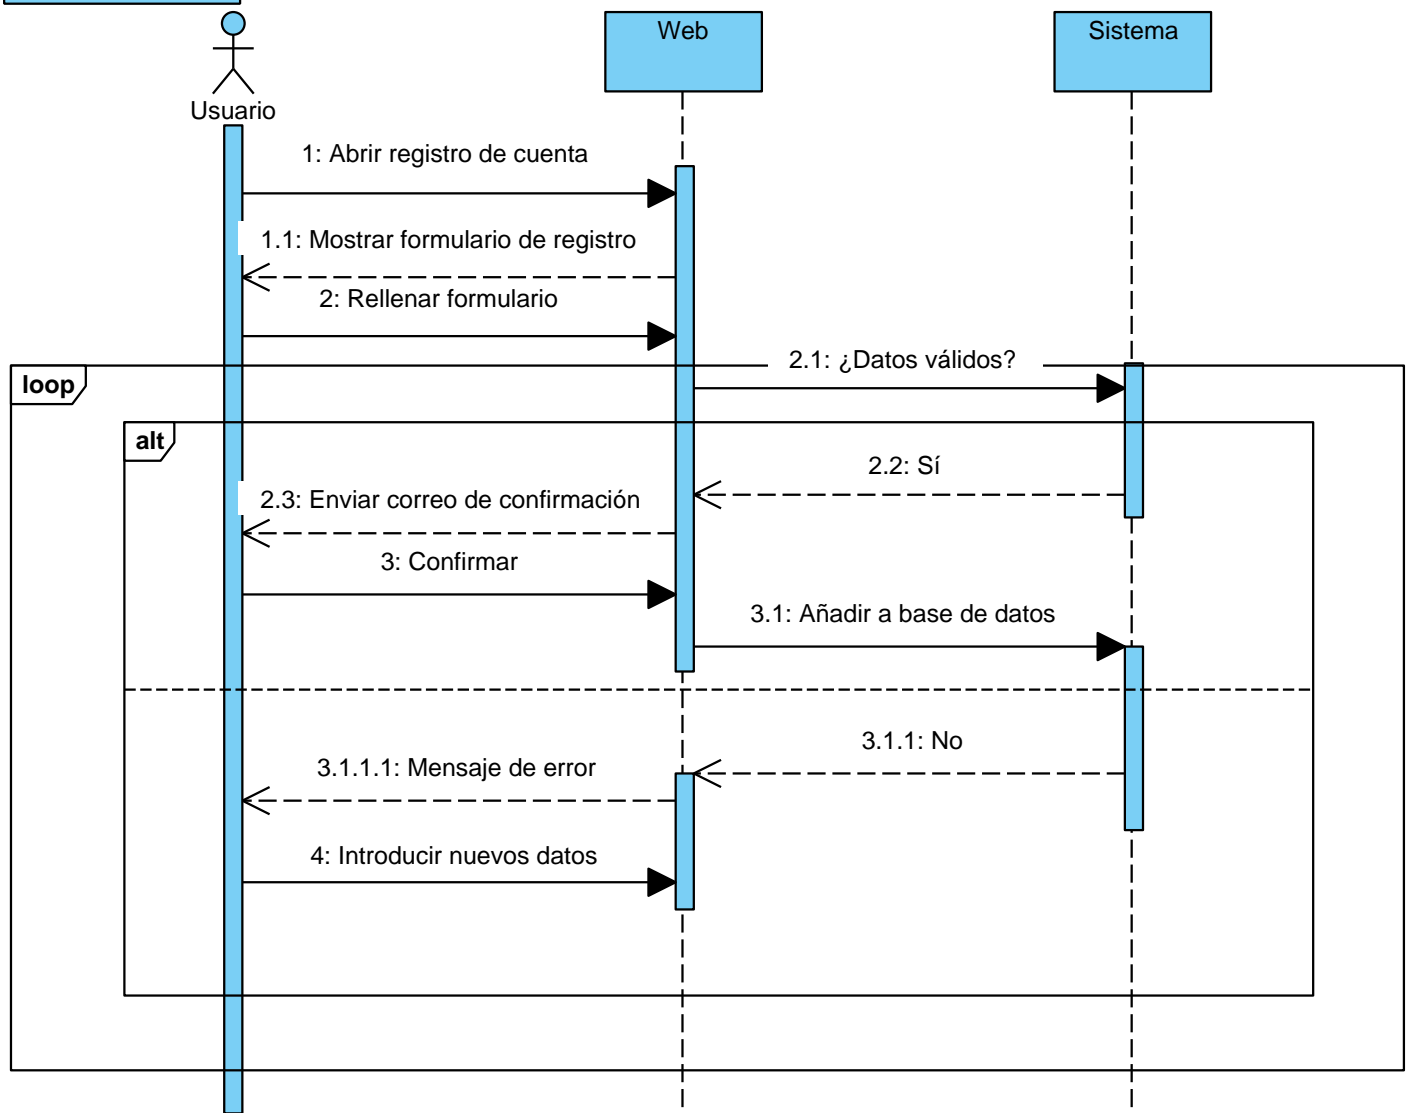 Web
Sistema
Usuario
1: Abrir registro de cuenta
1.1: Mostrar formulario de registro
2: Rellenar formulario
2.1: ¿Datos válidos?
loop
alt
2.2: Sí
2.3: Enviar correo de confirmación
3: Confirmar
3.1: Añadir a base de datos
3.1.1: No
3.1.1.1: Mensaje de error
4: Introducir nuevos datos